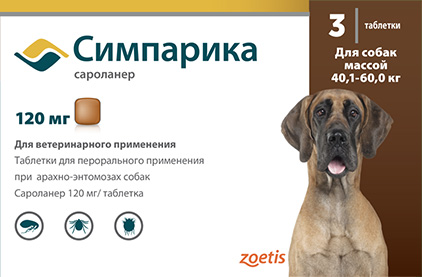 Симпарика
сароланер
120 мг
Для ветеринарного применения
Таблетки для перорального применения
при арахно-энтомозах собак
Сароланер 120 мг/ таблетка
3 таблетки
Для собак
массой
40,1-60,0 кг
zoetis